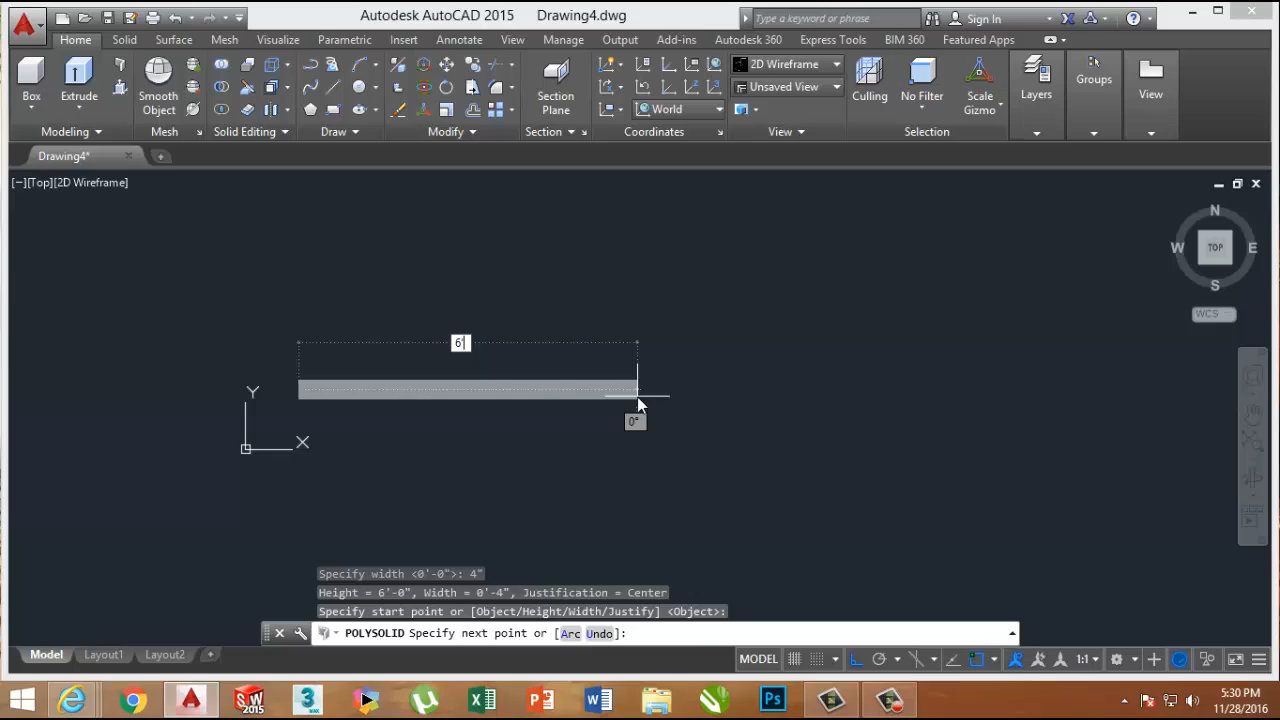 Autodesk AutoCAD 2015 Drawing4.dwg
Type a keyword or phrase
Sign In
Home Solid Surface Mesh Visualize Parametric Insert Annotate View Manage Output Add-ins Autodesk 360 Express Tools BIM 360 Featured Apps
Box
Extrude
Smooth
Object
Section
Plane
2D Wireframe
Unsaved View
World
Culling
No Filter
Scale
Gizmo
Layers
Groups
View
Modeling Mesh Solid Editing Draw Modify Section Coordinates View Selection
Drawing4*
[−][Top][2D Wireframe]
N
W TOP E
S
WCS
6'
Y
X
0°
Specify width <0'-0">: 4"
Height = 6'-0", Width = 0'-4", Justification = Center
Specify start point or [Object/Height/Width/Justify] <Object>:
POLYSOLID Specify next point or [Arc Undo]:
Model Layout1 Layout2
MODEL
1:1
SW
2015
3
MAX
Ps
5:30 PM
11/28/2016